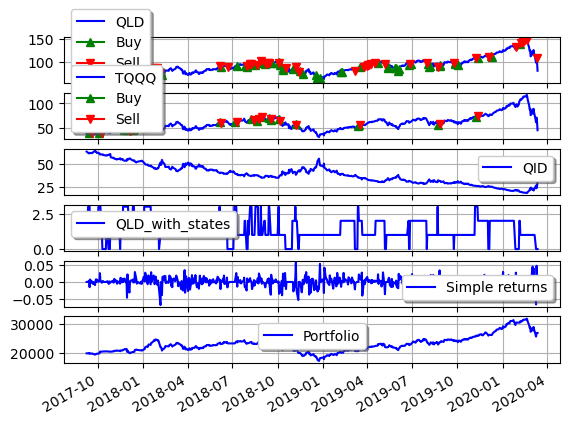 QLD
Buy
Sell
150
100
TQQQ
Buy
Sell
100
50
QID
50
25
QLD_with_states
2.5
0.0
Simple returns
0.05
0.00
−0.05
Portfolio
30000
20000
2017-10
2018-01
2018-04
2018-07
2018-10
2019-01
2019-04
2019-07
2019-10
2020-01
2020-04